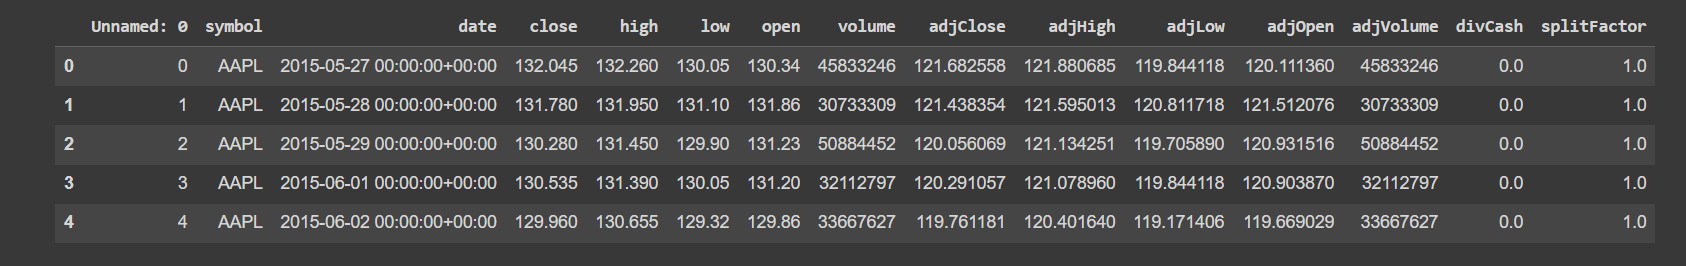 Unnamed: 0 symbol date close high low open volume adjClose adjHigh adjLow adjOpen adjVolume divCash splitFactor
0 0 AAPL 2015-05-27 00:00:00+00:00 132.045 132.260 130.05 130.34 45833246 121.682558 121.880685 119.844118 120.111360 45833246 0.0 1.0
1 1 AAPL 2015-05-28 00:00:00+00:00 131.780 131.950 131.10 131.86 30733309 121.438354 121.595013 120.811718 121.512076 30733309 0.0 1.0
2 2 AAPL 2015-05-29 00:00:00+00:00 130.280 131.450 129.90 131.23 50884452 120.056069 121.134251 119.705890 120.931516 50884452 0.0 1.0
3 3 AAPL 2015-06-01 00:00:00+00:00 130.535 131.390 130.05 131.20 32112797 120.291057 121.078960 119.844118 120.903870 32112797 0.0 1.0
4 4 AAPL 2015-06-02 00:00:00+00:00 129.960 130.655 129.32 129.86 33667627 119.761181 120.401640 119.171406 119.669029 33667627 0.0 1.0